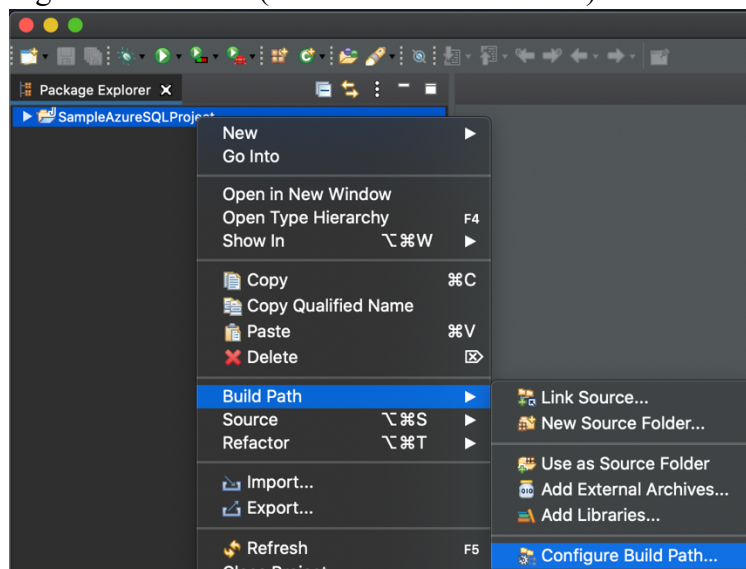 Package Explorer
SampleAzureSQLProject
New
Go Into
Open in New Window
Open Type Hierarchy F4
Show In ⌥⌘W
Copy ⌘C
Copy Qualified Name
Paste ⌘V
Delete ⌦
Build Path
Source ⌥⌘S
Refactor ⌥⌘T
Import...
Export...
Refresh F5
Link Source...
New Source Folder...
Use as Source Folder
Add External Archives...
Add Libraries...
Configure Build Path...